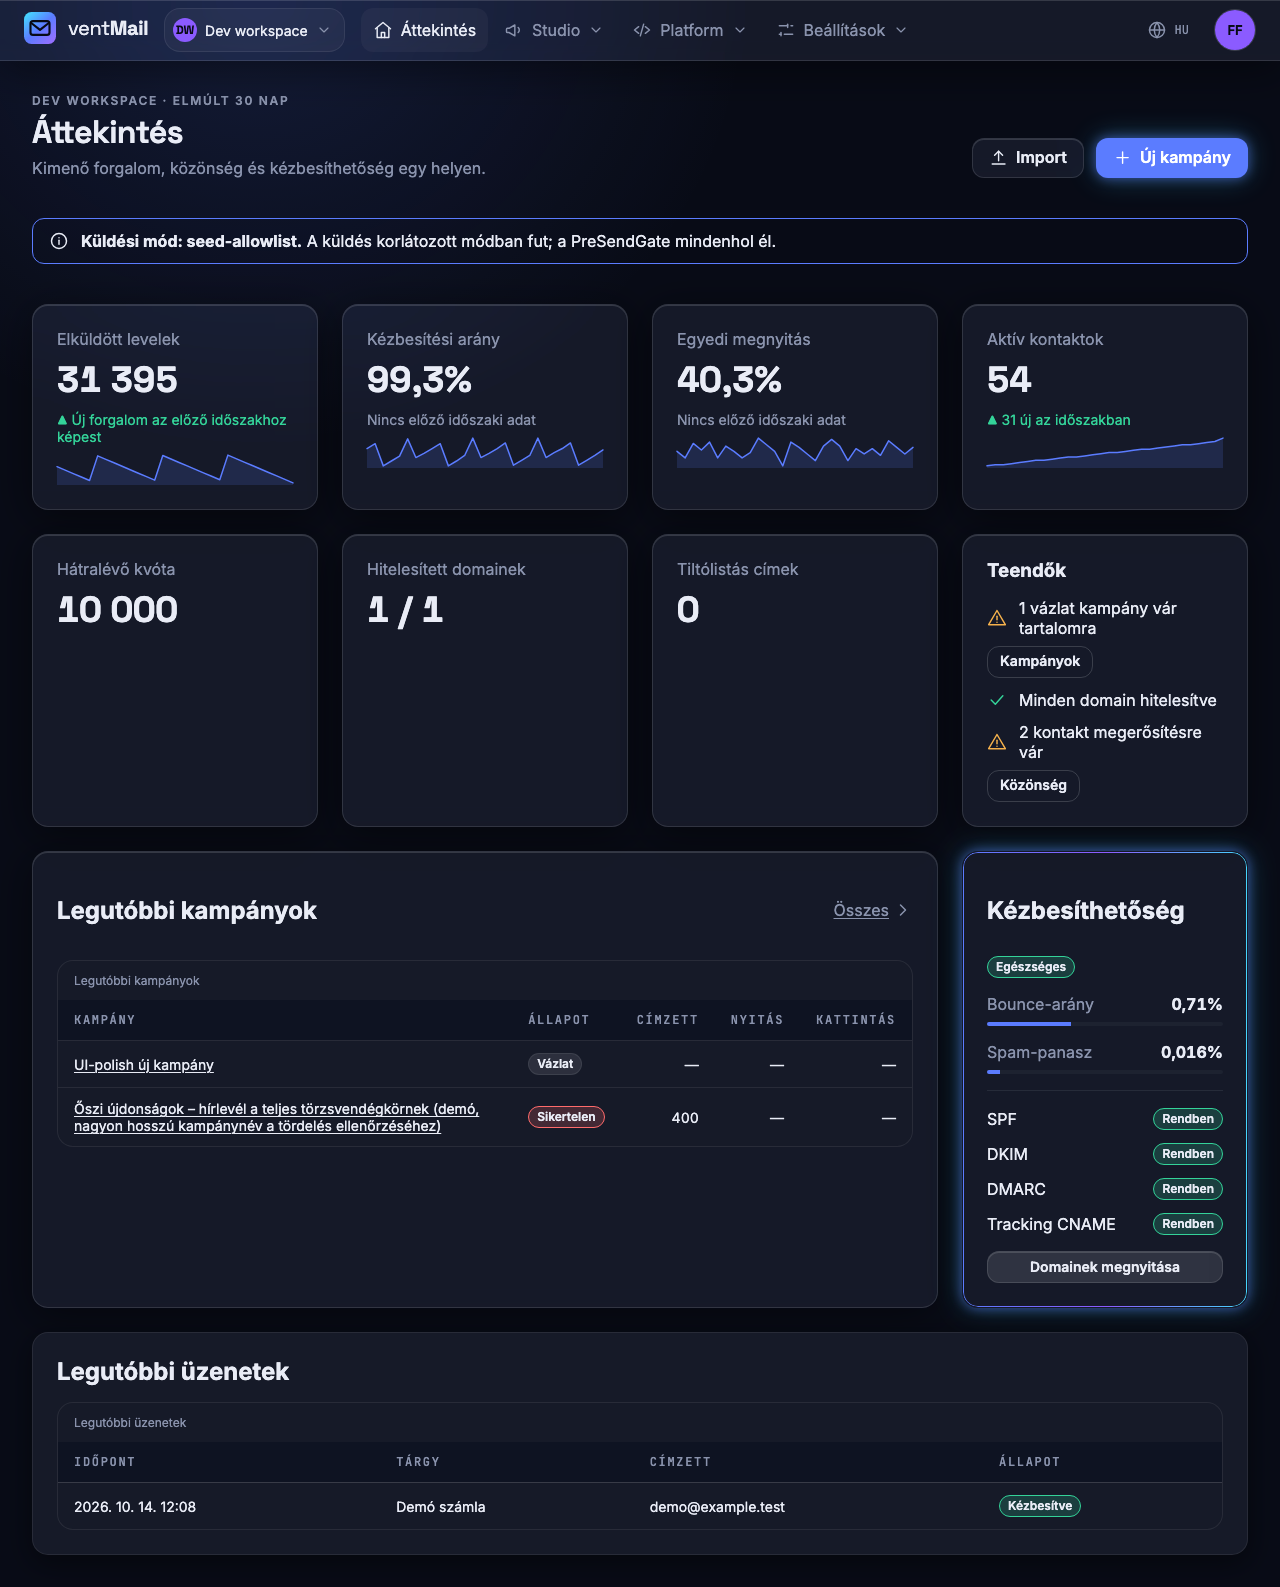 ventMail
DW Dev workspace
Áttekintés
Studio
Platform
Beállítások
HU
FF
DEV WORKSPACE · ELMÚLT 30 NAP
Áttekintés
Kimenő forgalom, közönség és kézbesíthetőség egy helyen.
Import
Új kampány
Küldési mód: seed-allowlist. A küldés korlátozott módban fut; a PreSendGate mindenhol él.
Elküldött levelek
31 395
▲ Új forgalom az előző időszakhoz
képest
Kézbesítési arány
99,3%
Nincs előző időszaki adat
Egyedi megnyitás
40,3%
Nincs előző időszaki adat
Aktív kontaktok
54
▲ 31 új az időszakban
Hátralévő kvóta
10 000
Hitelesített domainek
1 / 1
Tiltólistás címek
0
Teendők
1 vázlat kampány vár
tartalomra
Kampányok
Minden domain hitelesítve
2 kontakt megerősítésre
vár
Közönség
Legutóbbi kampányok
Összes
Legutóbbi kampányok
KAMPÁNY ÁLLAPOT CÍMZETT NYITÁS KATTINTÁS
UI-polish új kampány Vázlat — — —
Őszi újdonságok – hírlevél a teljes törzsvendégkörnek (demó,
nagyon hosszú kampánynév a tördelés ellenőrzéséhez) Sikertelen 400 — —
Kézbesíthetőség
Egészséges
Bounce-arány 0,71%
Spam-panasz 0,016%
SPF Rendben
DKIM Rendben
DMARC Rendben
Tracking CNAME Rendben
Domainek megnyitása
Legutóbbi üzenetek
Legutóbbi üzenetek
IDŐPONT TÁRGY CÍMZETT ÁLLAPOT
2026. 10. 14. 12:08 Demó számla demo@example.test Kézbesítve